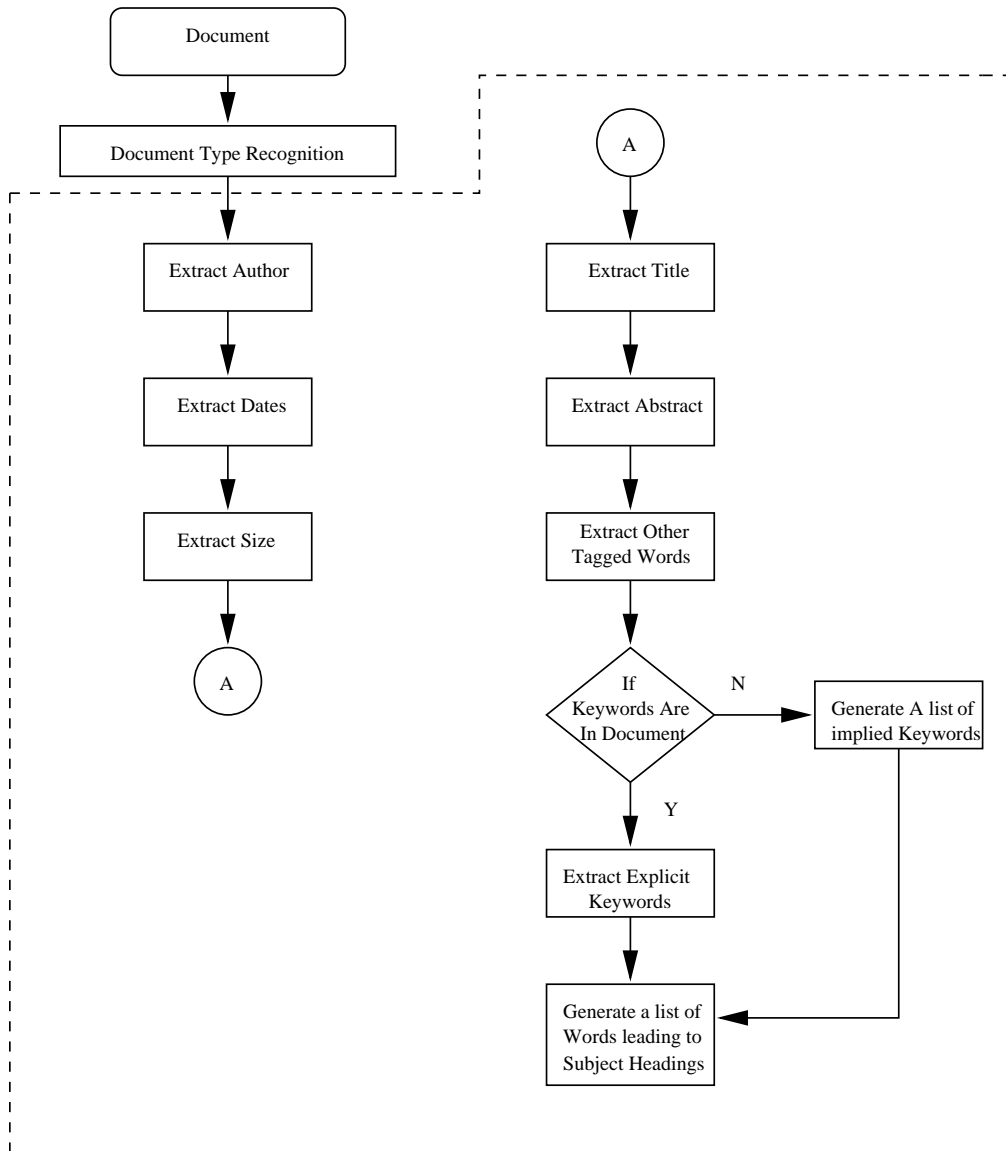 Document
Document Type Recognition
Extract Author
Extract Dates
Extract Size
A
A
Extract Title
Extract Abstract
Extract Other
Tagged Words
If
Keywords Are
In Document
N
Generate A list of
implied Keywords
Y
Extract Explicit
Keywords
Generate a list of
Words leading to
Subject Headings